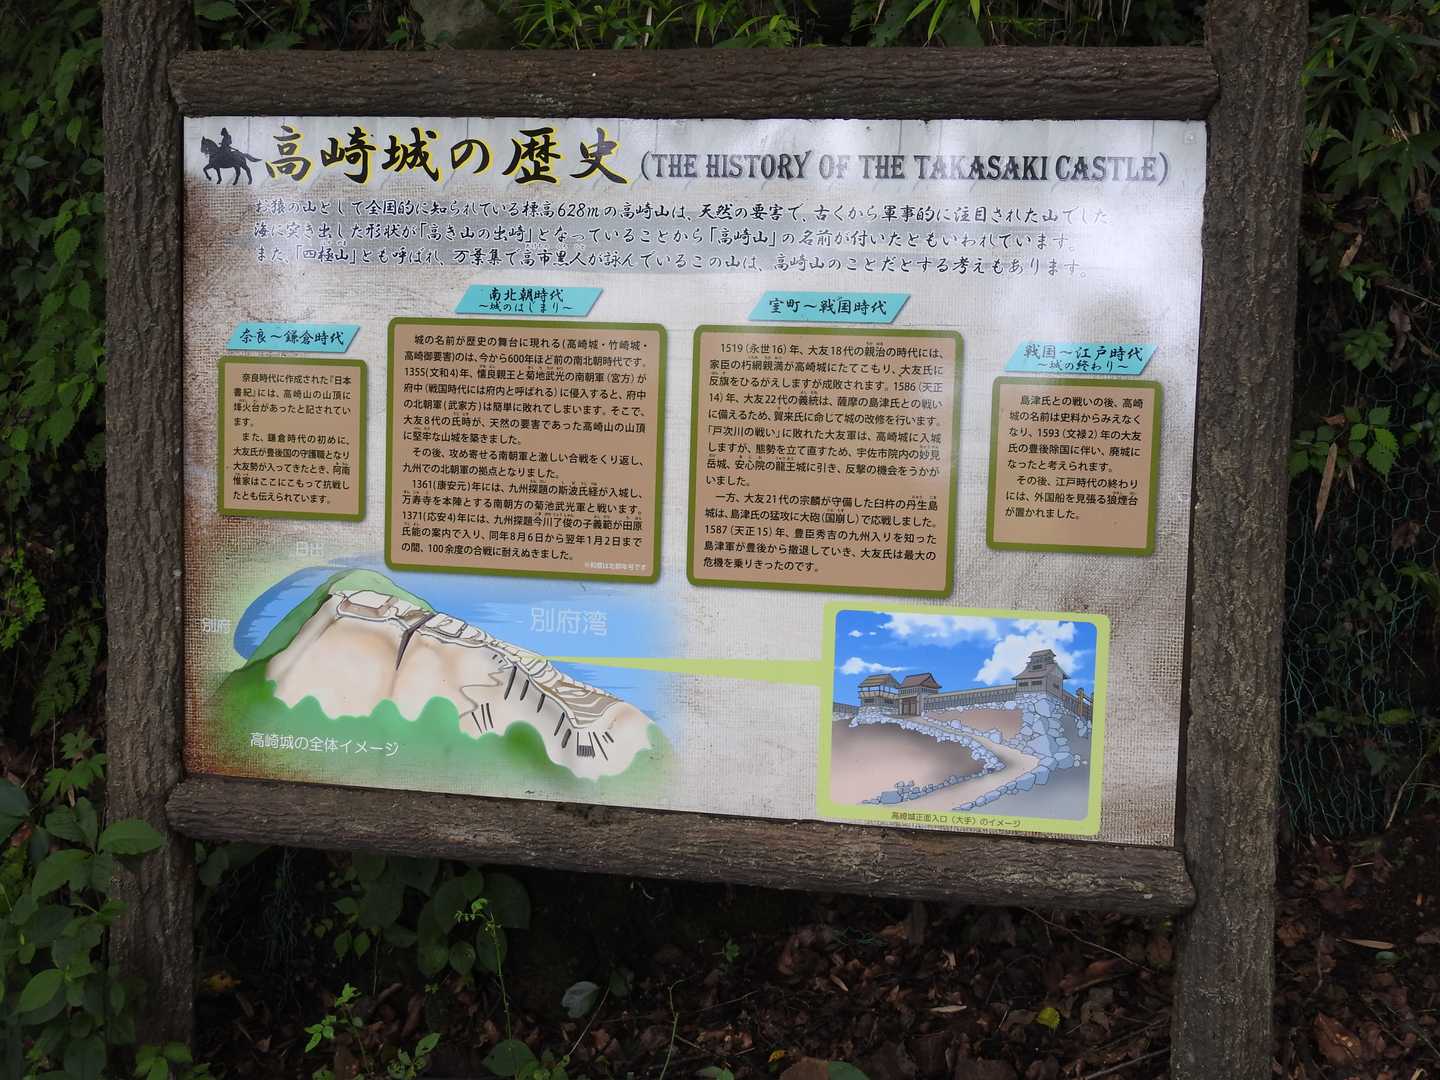 高崎城の歴史 (THE HISTORY OF THE TAKASAKI CASTLE)
お猿の山として全国的に知られている標高628mの高崎山は、天然の要害で、古くから軍事的に注目された山でした。
海に突き出した形状が「高き山の出崎」となっていることから「高崎山」の名前が付いたともいわれています。
また、「四極山」とも呼ばれ、万葉集で高市黒人が詠んでいるこの山は、高崎山のことだとする考えもあります。
奈良～鎌倉時代
奈良時代に作成された『日本
書紀』には、高崎山の山頂に
烽火台があったと記されてい
ます。
また、鎌倉時代の初めに、
大友氏が豊後国の守護職となり
大友勢が入ってきたとき、阿南
惟家はここにこもって抗戦し
たとも伝えられています。
南北朝時代
～城のはじまり～
城の名前が歴史の舞台に現れる(高崎城・竹崎城・
高崎御要害)のは、今から600年ほど前の南北朝時代です。
1355(文和4)年、懐良親王と菊地武光の南朝軍(宮方)が
府中(戦国時代には府内と呼ばれる)に侵入すると、府中
の北朝軍(武家方)は簡単に敗れてしまいます。そこで、
大友8代の氏時が、天然の要害であった高崎山の山頂
に堅牢な山城を築きました。
その後、攻め寄せる南朝軍と激しい合戦をくり返し、
九州での北朝軍の拠点となりました。
1361(康安元)年には、九州探題の斯波氏経が入城し、
万寿寺を本陣とする南朝方の菊池武光軍と戦います。
1371(応安4)年には、九州探題今川了俊の子義範が田原
氏能の案内で入り、同年8月6日から翌年1月2日まで
の間、100余度の合戦に耐えぬきました。
※和暦は北朝年号です
室町～戦国時代
1519(永世16)年、大友18代の親治の時代には、
家臣の朽網親満が高崎城にたてこもり、大友氏に
反旗をひるがえしますが成敗されます。1586(天正
14)年、大友22代の義統は、薩摩の島津氏との戦い
に備えるため、賀来氏に命じて城の改修を行います。
「戸次川の戦い」に敗れた大友軍は、高崎城に入城
しますが、態勢を立て直すため、宇佐市院内の妙見
岳城、安心院の龍王城に引き、反撃の機会をうかが
いました。
一方、大友21代の宗麟が守備した臼杵の丹生島
城は、島津氏の猛攻に大砲(国崩し)で応戦しました。
1587(天正15)年、豊臣秀吉の九州入りを知った
島津軍が豊後から撤退していき、大友氏は最大の
危機を乗りきったのです。
戦国～江戸時代
～城の終わり～
島津氏との戦いの後、高崎
城の名前は史料からみえなく
なり、1593(文禄2)年の大友
氏の豊後除国に伴い、廃城に
なったと考えられます。
その後、江戸時代の終わり
には、外国船を見張る狼煙台
が置かれました。
日出
別府
別府湾
高崎城の全体イメージ
高崎城正面入口(大手)のイメージ